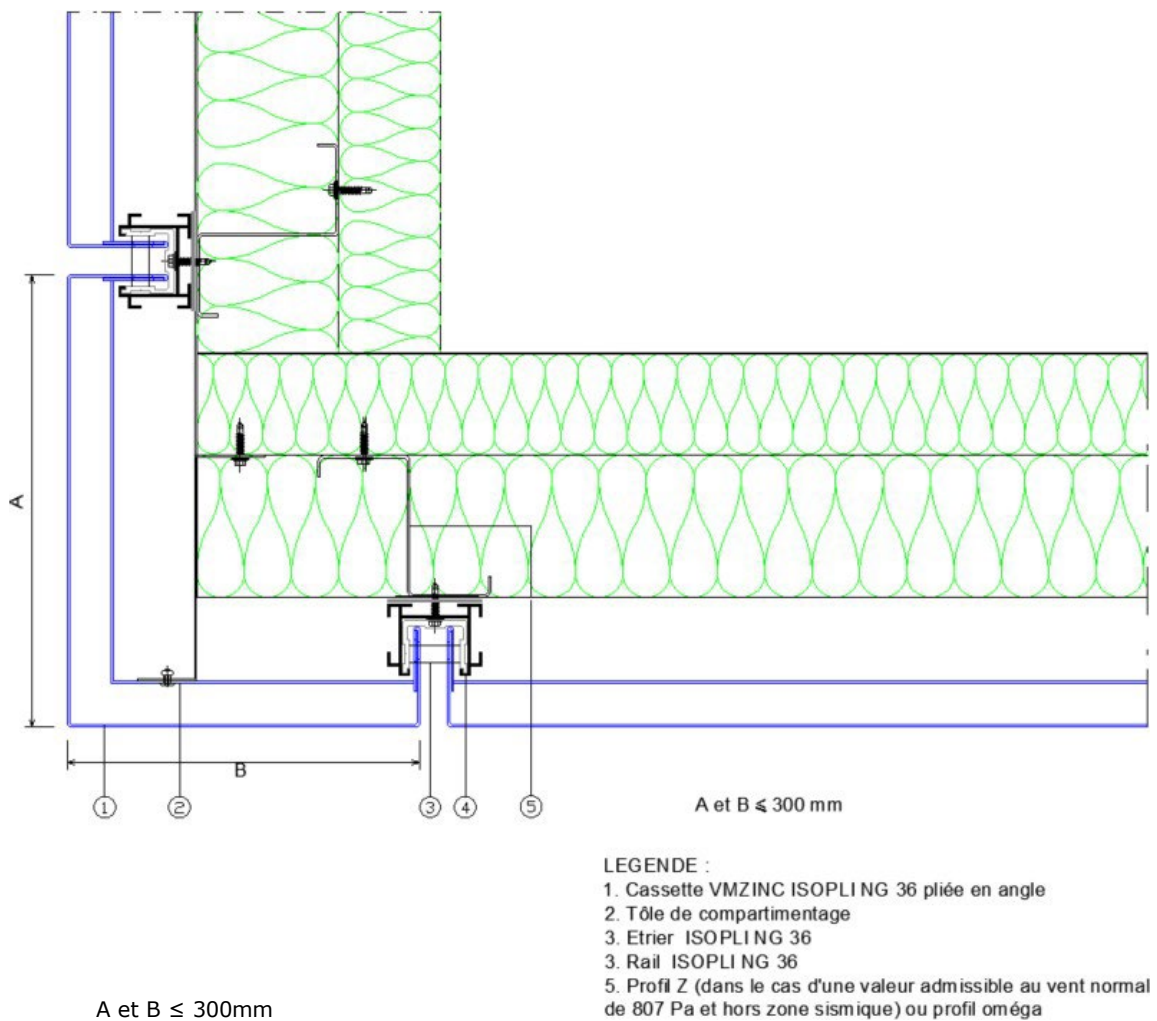 A
B
1 2 3 4 5
A et B ⩽ 300 mm
LEGENDE :
1. Cassette VMZINC ISOPLI NG 36 pliée en angle
2. Tôle de compartimentage
3. Etrier ISOPLI NG 36
3. Rail ISOPLI NG 36
5. Profil Z (dans le cas d'une valeur admissible au vent normal
de 807 Pa et hors zone sismique) ou profil oméga
A et B ≤ 300mm